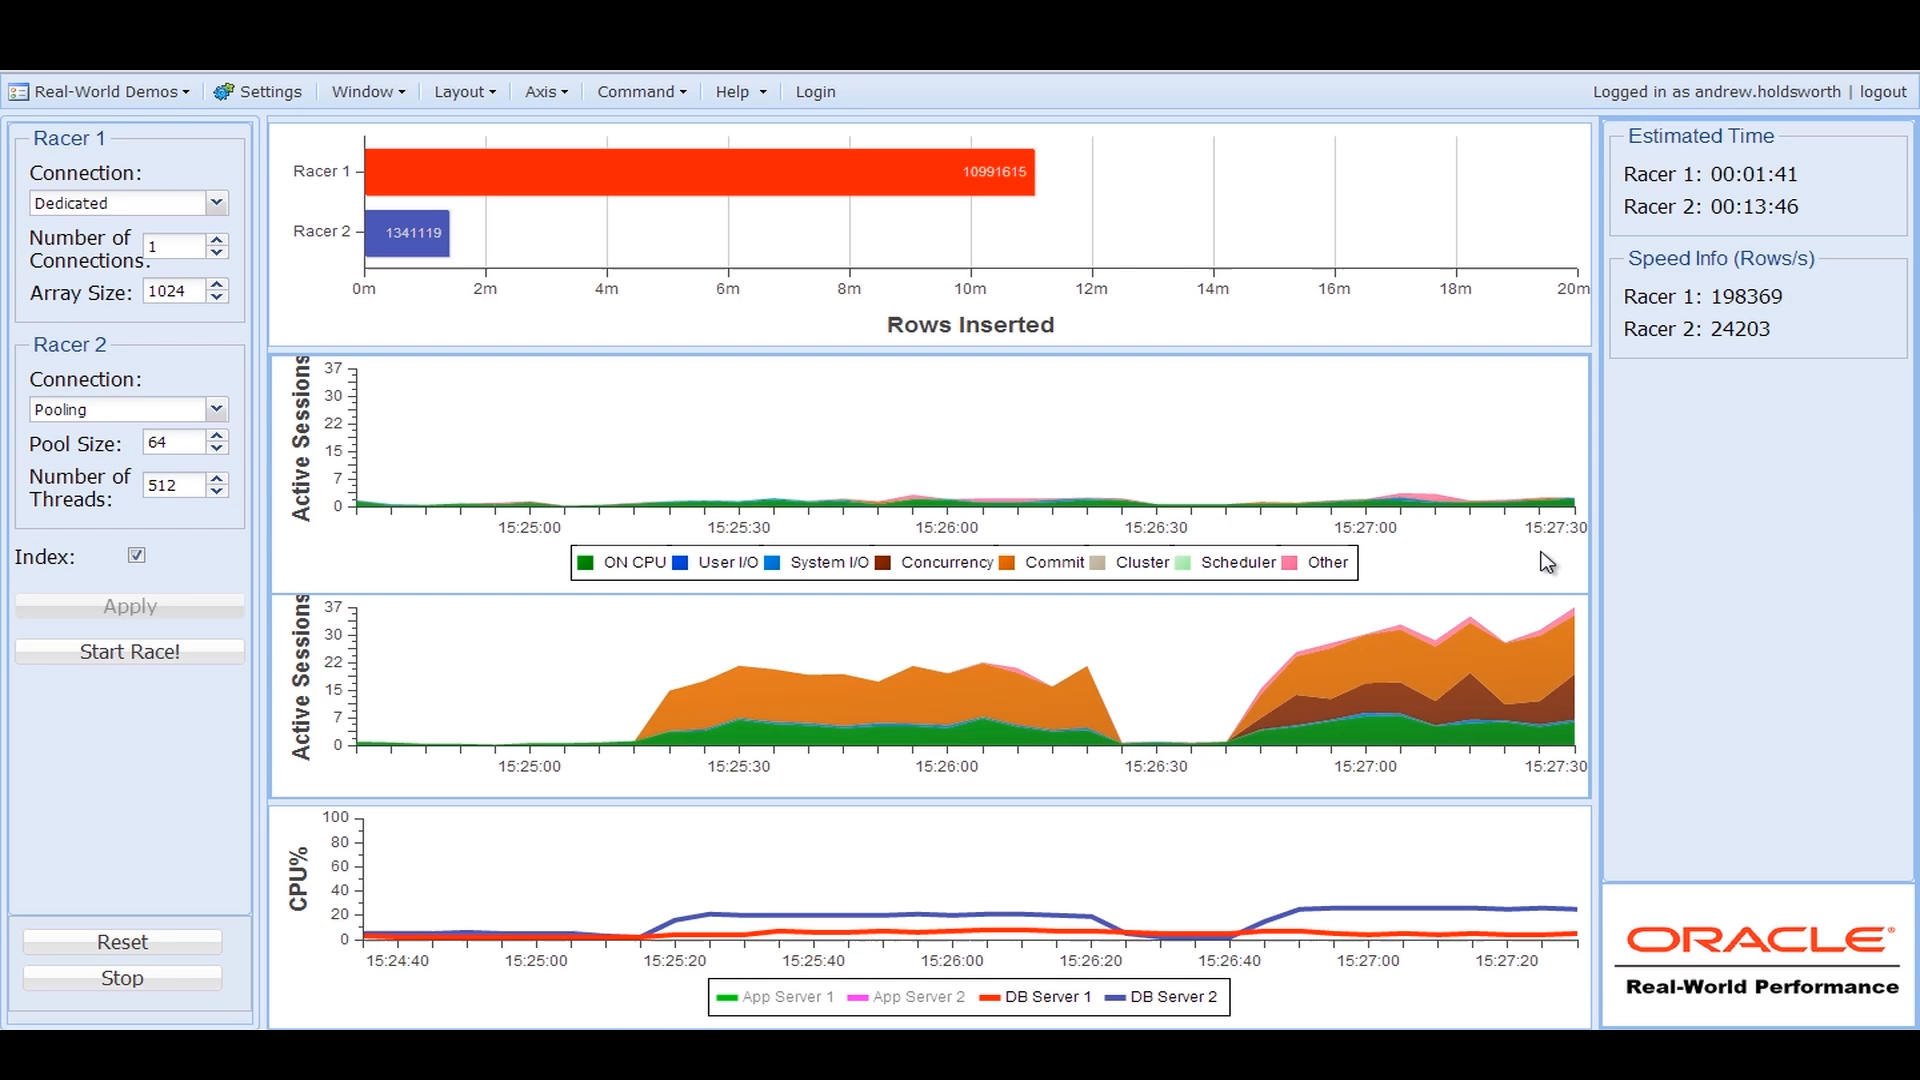 Real-World Demos Settings Window Layout Axis Command Help Login Logged in as andrew.holdsworth | logout
Racer 1
Connection:
Dedicated
Number of
Connections: 1
Array Size: 1024
Racer 2
Connection:
Pooling
Pool Size: 64
Number of
Threads: 512
Index:
Apply
Start Race!
Reset
Stop
Racer 1 10991615
Racer 2 1341119
0m 2m 4m 6m 8m 10m 12m 14m 16m 18m 20m
Rows Inserted
Active Sessions
37
30
22
15
7
0
15:25:00 15:25:30 15:26:00 15:26:30 15:27:00 15:27:30
ON CPU User I/O System I/O Concurrency Commit Cluster Scheduler Other
Active Sessions
37
30
22
15
7
0
15:25:00 15:25:30 15:26:00 15:26:30 15:27:00 15:27:30
CPU%
100
80
60
40
20
0
15:24:40 15:25:00 15:25:20 15:25:40 15:26:00 15:26:20 15:26:40 15:27:00 15:27:20
App Server 1 App Server 2 DB Server 1 DB Server 2
Estimated Time
Racer 1: 00:01:41
Racer 2: 00:13:46
Speed Info (Rows/s)
Racer 1: 198369
Racer 2: 24203
ORACLE®
Real-World Performance